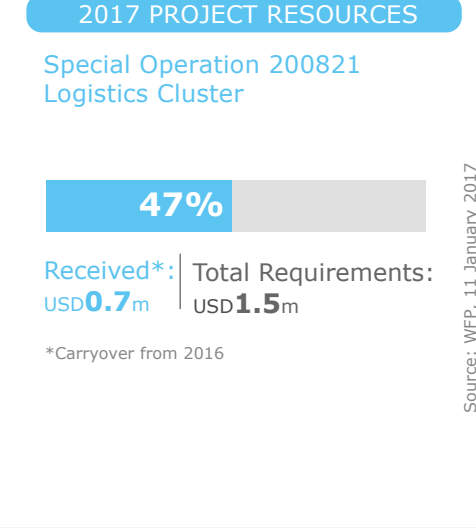 2017 PROJECT RESOURCES
Special Operation 200821
Logistics Cluster
47%
Received*:
USD0.7m
Total Requirements:
USD1.5m
*Carryover from 2016
Source: WFP, 11 January 2017